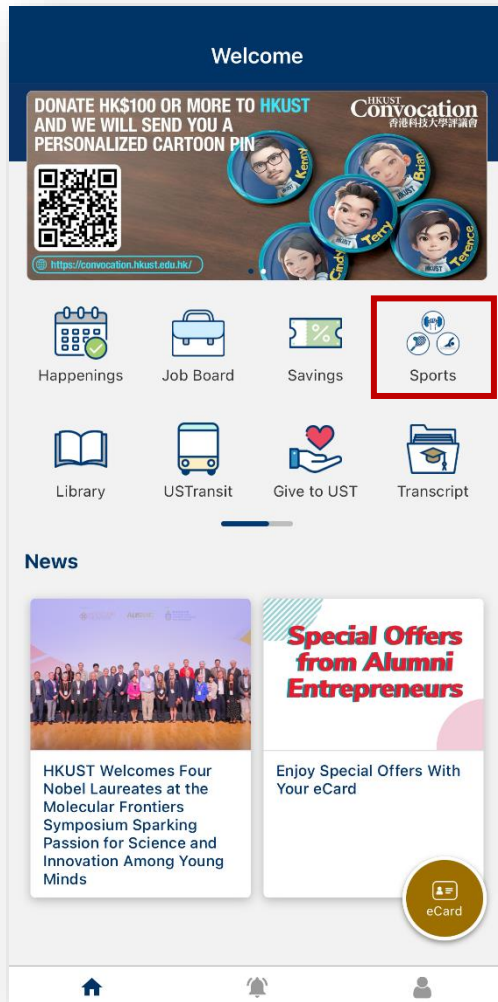 Welcome
DONATE HK$100 OR MORE TO HKUST
AND WE WILL SEND YOU A
PERSONALIZED CARTOON PIN
HKUST
Convocation
香港科技大學評議會
Kenny
Brian
Terry
Cindy
Terence
HKUST
HKUST
https://convocation.hkust.edu.hk/
Happenings
Job Board
Savings
Sports
Library
USTransit
Give to UST
Transcript
News
Special Offers
from Alumni
Entrepreneurs
HKUST Welcomes Four
Nobel Laureates at the
Molecular Frontiers
Symposium Sparking
Passion for Science and
Innovation Among Young
Minds
Enjoy Special Offers With
Your eCard
eCard